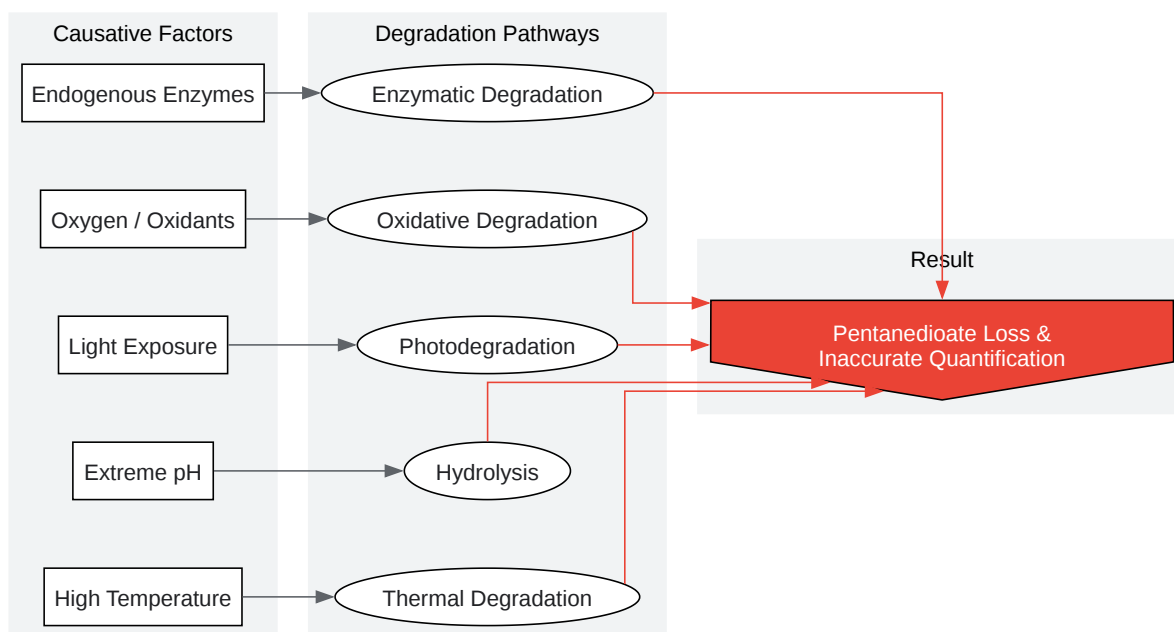 Causative Factors
Degradation Pathways
Endogenous Enzymes
Enzymatic Degradation
Oxygen / Oxidants
Oxidative Degradation
Result
Light Exposure
Photodegradation
Pentanedioate Loss &
Inaccurate Quantification
Extreme pH
Hydrolysis
High Temperature
Thermal Degradation